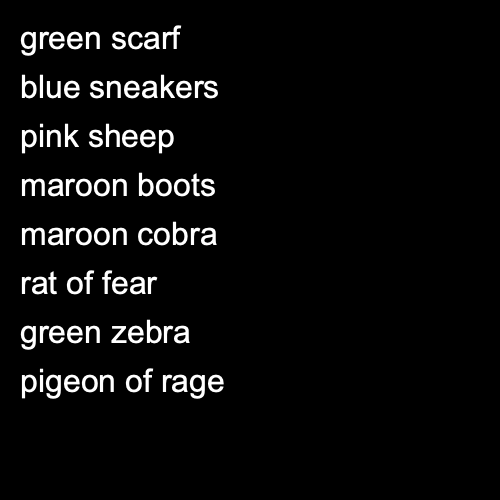 green scarf
blue sneakers
pink sheep
maroon boots
maroon cobra
rat of fear
green zebra
pigeon of rage